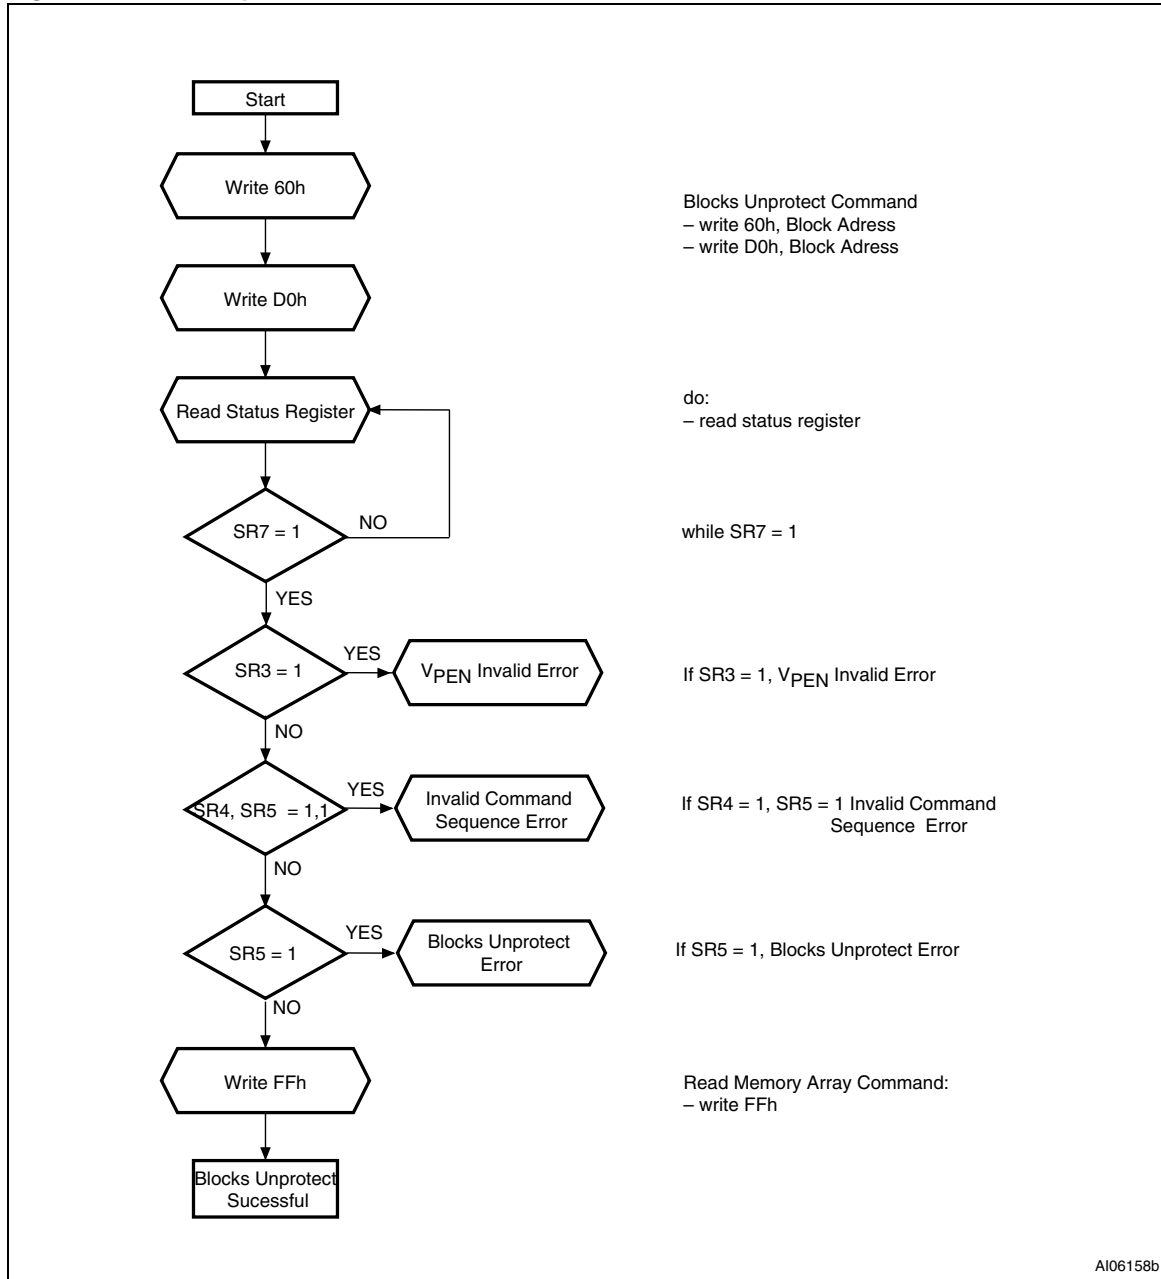 Start
Write 60h
Blocks Unprotect Command
– write 60h, Block Adress
– write D0h, Block Adress
Write D0h
Read Status Register
do:
– read status register
SR7 = 1
NO
while SR7 = 1
YES
SR3 = 1
YES
VPEN Invalid Error
If SR3 = 1, VPEN Invalid Error
NO
SR4, SR5 = 1,1
YES
Invalid Command
Sequence Error
If SR4 = 1, SR5 = 1 Invalid Command
Sequence Error
NO
SR5 = 1
YES
Blocks Unprotect
Error
If SR5 = 1, Blocks Unprotect Error
NO
Write FFh
Read Memory Array Command:
– write FFh
Blocks Unprotect
Sucessful
AI06158b